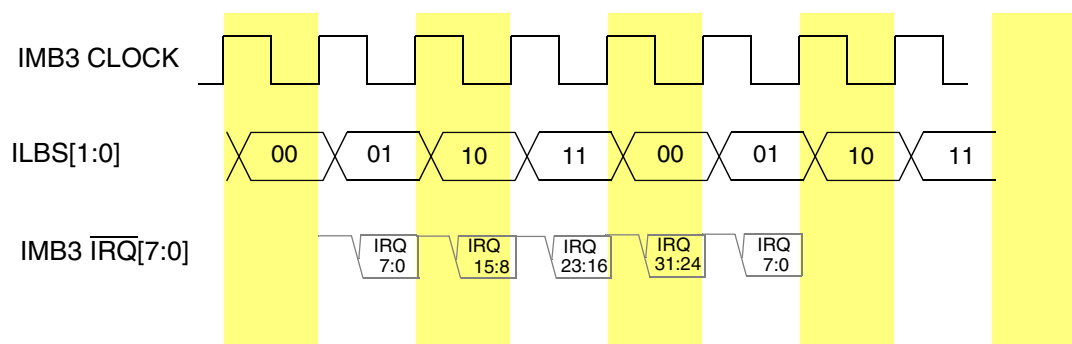 IMB3 CLOCK
ILBS[1:0] 00 01 10 11 00 01 10 11
IMB3 IRQ[7:0] IRQ 7:0 IRQ 15:8 IRQ 23:16 IRQ 31:24 IRQ 7:0